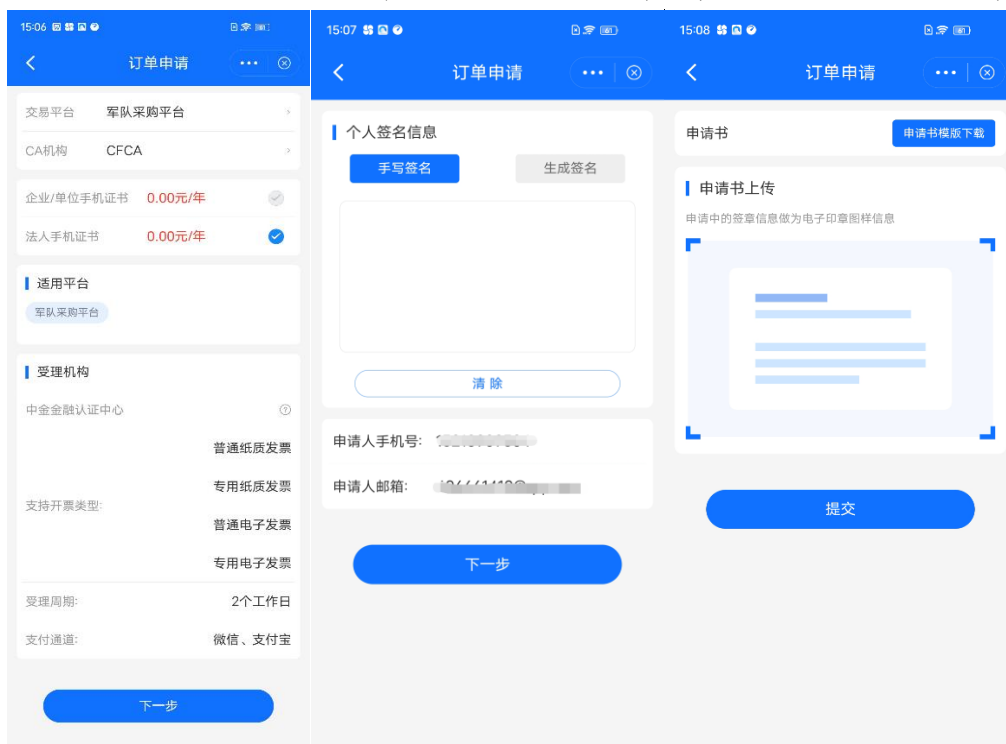 15:06
订单申请
交易平台 军队采购平台
CA机构 CFCA
企业/单位手机证书 0.00元/年
法人手机证书 0.00元/年
适用平台
军队采购平台
受理机构
中金金融认证中心
普通纸质发票
专用纸质发票
支持开票类型:
普通电子发票
专用电子发票
受理周期: 2个工作日
支付通道: 微信、支付宝
下一步
15:07
订单申请
个人签名信息
手写签名 生成签名
清除
申请人手机号:
申请人邮箱:
下一步
15:08
订单申请
申请书 申请书模版下载
申请书上传
申请中的签章信息做为电子印章图样信息
提交